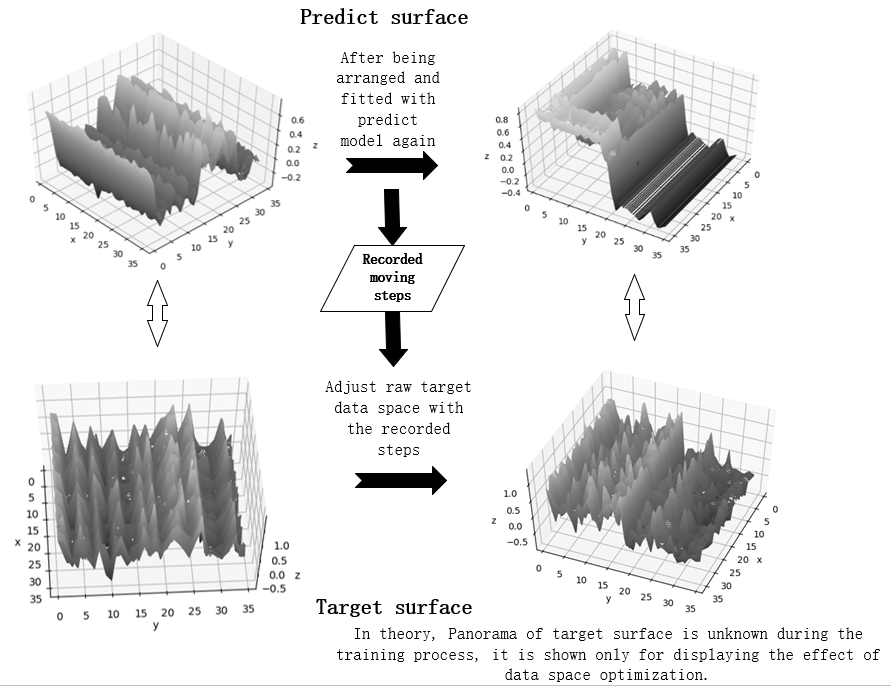 Predict surface
After being
arranged and
fitted with
predict
model again
0.6
0.4
0.2
0.0
−0.2
z
0
5
10
15
20
25
30
35
x
0
5
10
15
20
25
30
35
y
0.8
0.6
0.4
0.2
0.0
−0.2
−0.4
z
0
5
10
15
20
25
30
35
y
0
5
10
15
20
25
30
35
x
Recorded
moving
steps
Adjust raw target
data space with
the recorded
steps
0
5
10
15
20
25
30
35
x
0
5
10
15
20
25
30
35
y
1.0
0.5
0.0
−0.5
z
1.0
0.5
0.0
−0.5
z
0
5
10
15
20
25
30
35
y
0
5
10
15
20
25
30
35
x
Target surface
In theory, Panorama of target surface is unknown during the
training process, it is shown only for displaying the effect of
data space optimization.